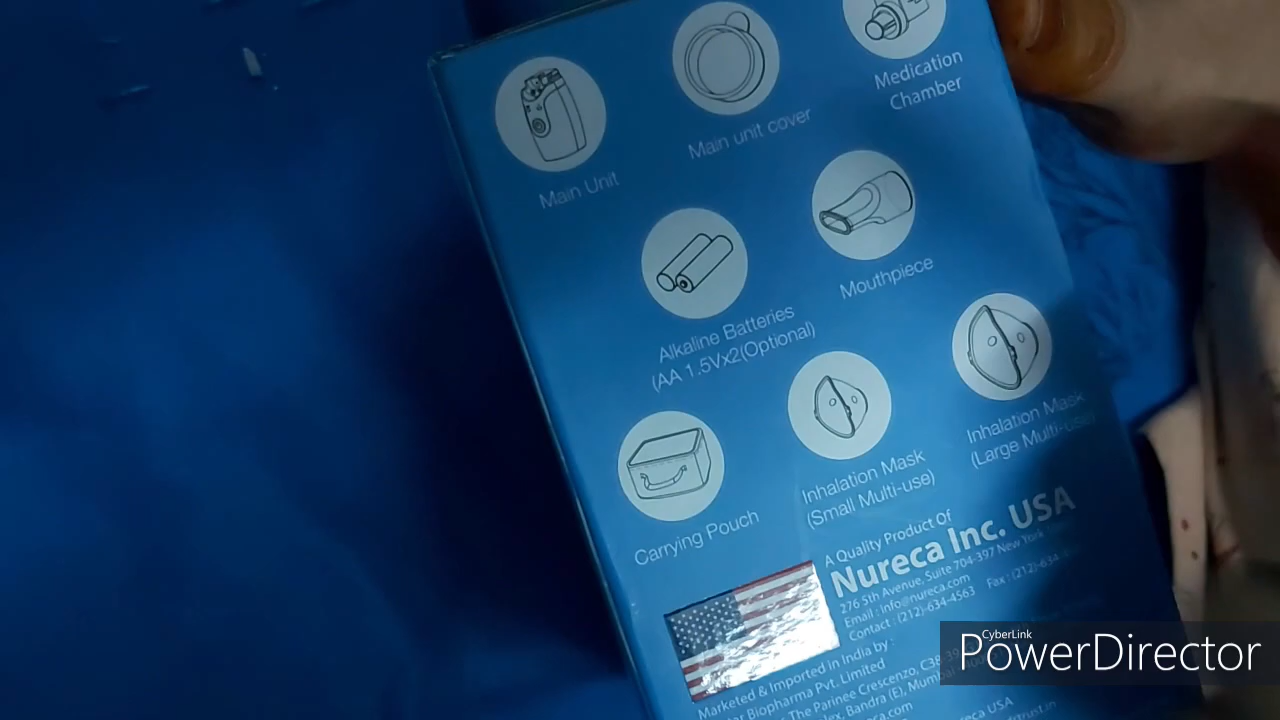 Main Unit
Main unit cover
Medication
Chamber
Alkaline Batteries
(AA 1.5Vx2(Optional)
Mouthpiece
Carrying Pouch
Inhalation Mask
(Small Multi-use)
Inhalation Mask
(Large Multi-use)
A Quality Product Of
Nureca Inc. USA
276 5th Avenue, Suite 704-397 New York
Email : Info@nureca.com
Contact : (212)-634-4563 Fax : (212)-634-
Marketed & Imported in India by :
Biopharma Pvt. Limited
The Parinee Crescenzo, C38
Bandra (E), Mumbai
Nureca USA
CyberLink
PowerDirector